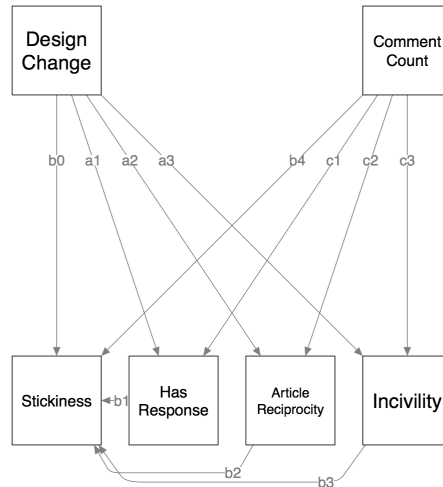 Design
Change
Comment
Count
b0
a1
a2
a3
b4
c1
c2
c3
Stickiness
b1
Has
Response
Article
Reciprocity
Incivility
b2
b3